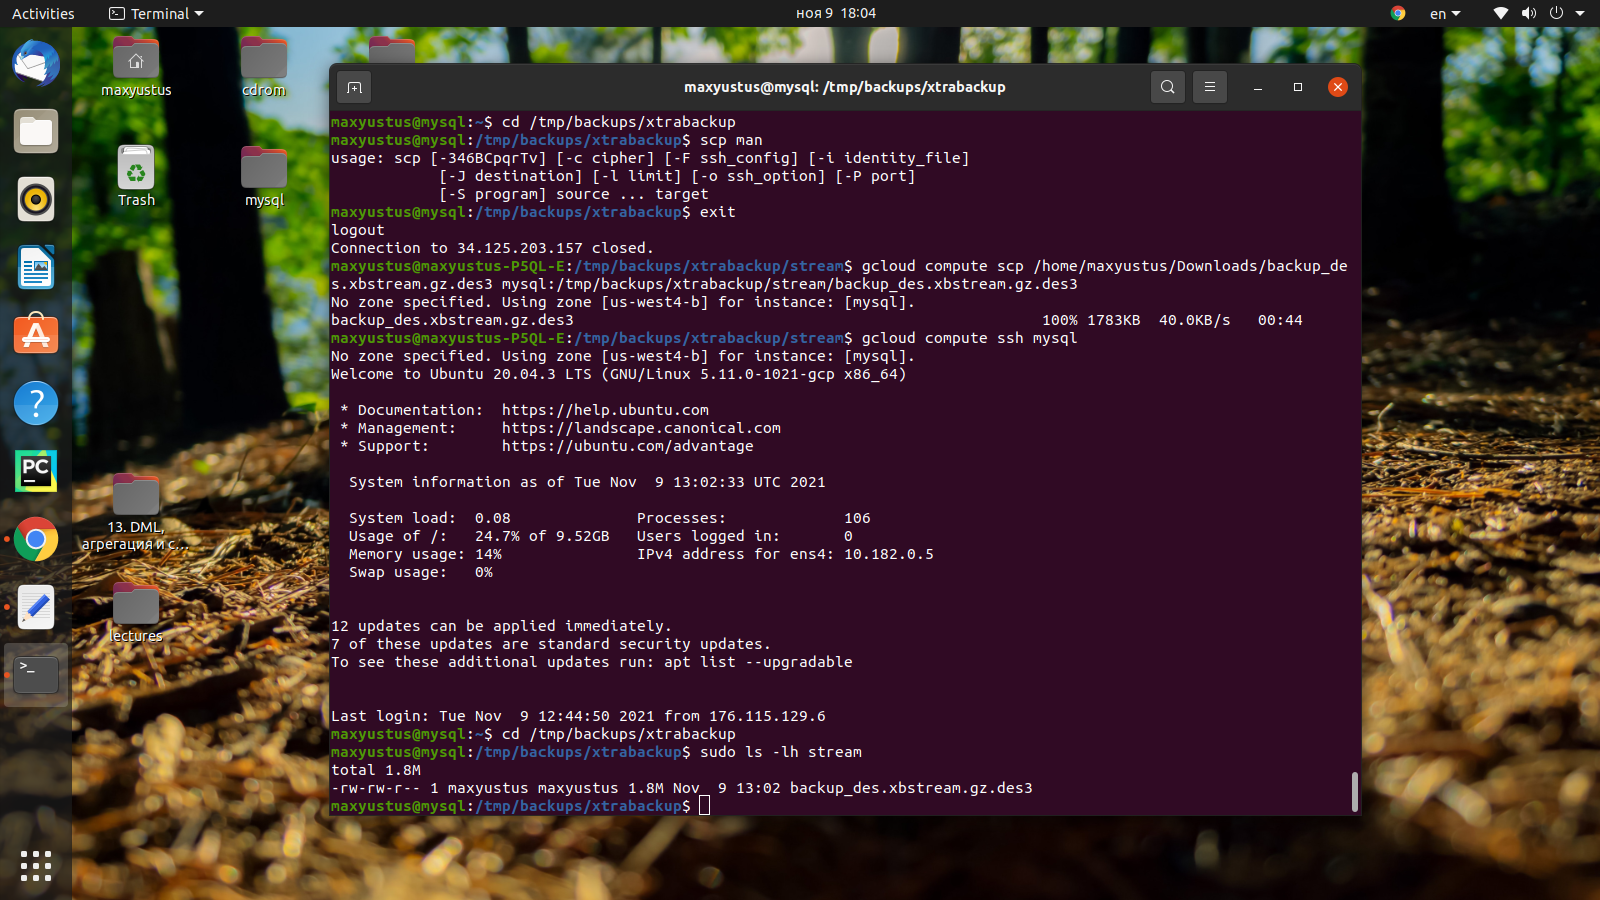 Activities
Terminal
ноя 9 18:04
en
maxyustus
cdrom
Trash
mysql
PC
13. DML,
агрегация и с...
lectures
maxyustus@mysql: /tmp/backups/xtrabackup
maxyustus@mysql:~$ cd /tmp/backups/xtrabackup
maxyustus@mysql:/tmp/backups/xtrabackup$ scp man
usage: scp [-346BCpqrTv] [-c cipher] [-F ssh_config] [-i identity_file]
[-J destination] [-l limit] [-o ssh_option] [-P port]
[-S program] source ... target
maxyustus@mysql:/tmp/backups/xtrabackup$ exit
logout
Connection to 34.125.203.157 closed.
maxyustus@maxyustus-P5QL-E:/tmp/backups/xtrabackup/stream$ gcloud compute scp /home/maxyustus/Downloads/backup_de
s.xbstream.gz.des3 mysql:/tmp/backups/xtrabackup/stream/backup_des.xbstream.gz.des3
No zone specified. Using zone [us-west4-b] for instance: [mysql].
backup_des.xbstream.gz.des3 100% 1783KB 40.0KB/s 00:44
maxyustus@maxyustus-P5QL-E:/tmp/backups/xtrabackup/stream$ gcloud compute ssh mysql
No zone specified. Using zone [us-west4-b] for instance: [mysql].
Welcome to Ubuntu 20.04.3 LTS (GNU/Linux 5.11.0-1021-gcp x86_64)
* Documentation: https://help.ubuntu.com
* Management: https://landscape.canonical.com
* Support: https://ubuntu.com/advantage
System information as of Tue Nov 9 13:02:33 UTC 2021
System load: 0.08 Processes: 106
Usage of /: 24.7% of 9.52GB Users logged in: 0
Memory usage: 14% IPv4 address for ens4: 10.182.0.5
Swap usage: 0%
12 updates can be applied immediately.
7 of these updates are standard security updates.
To see these additional updates run: apt list --upgradable
Last login: Tue Nov 9 12:44:50 2021 from 176.115.129.6
maxyustus@mysql:~$ cd /tmp/backups/xtrabackup
maxyustus@mysql:/tmp/backups/xtrabackup$ sudo ls -lh stream
total 1.8M
-rw-rw-r-- 1 maxyustus maxyustus 1.8M Nov 9 13:02 backup_des.xbstream.gz.des3
maxyustus@mysql:/tmp/backups/xtrabackup$